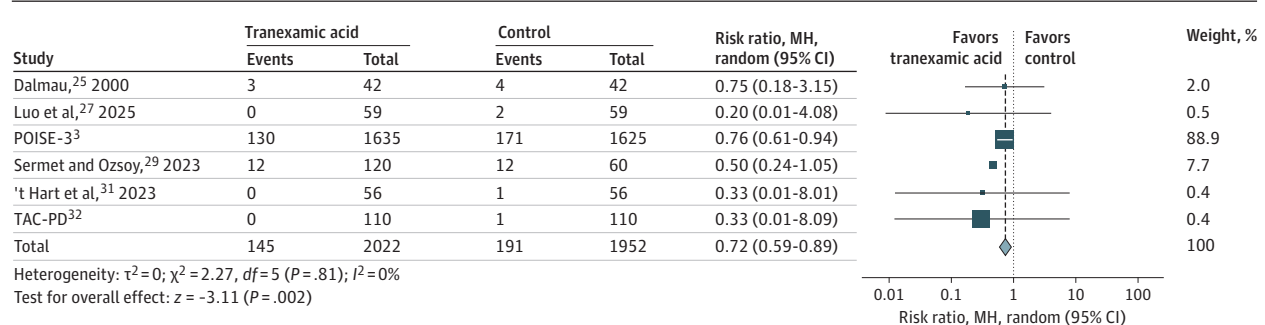 Tranexamic acid Control Risk ratio, MH, random (95% CI) Favors tranexamic acid Favors control Weight, %
Study Events Total Events Total
Dalmau,25 2000 3 42 4 42 0.75 (0.18-3.15) 2.0
Luo et al,27 2025 0 59 2 59 0.20 (0.01-4.08) 0.5
POISE-33 130 1635 171 1625 0.76 (0.61-0.94) 88.9
Sermet and Ozsoy,29 2023 12 120 12 60 0.50 (0.24-1.05) 7.7
't Hart et al,31 2023 0 56 1 56 0.33 (0.01-8.01) 0.4
TAC-PD32 0 110 1 110 0.33 (0.01-8.09) 0.4
Total 145 2022 191 1952 0.72 (0.59-0.89) 100
Heterogeneity: τ2 = 0; χ2 = 2.27, df = 5 (P = .81); I2 = 0%
Test for overall effect: z = -3.11 (P = .002)
0.01 0.1 1 10 100
Risk ratio, MH, random (95% CI)